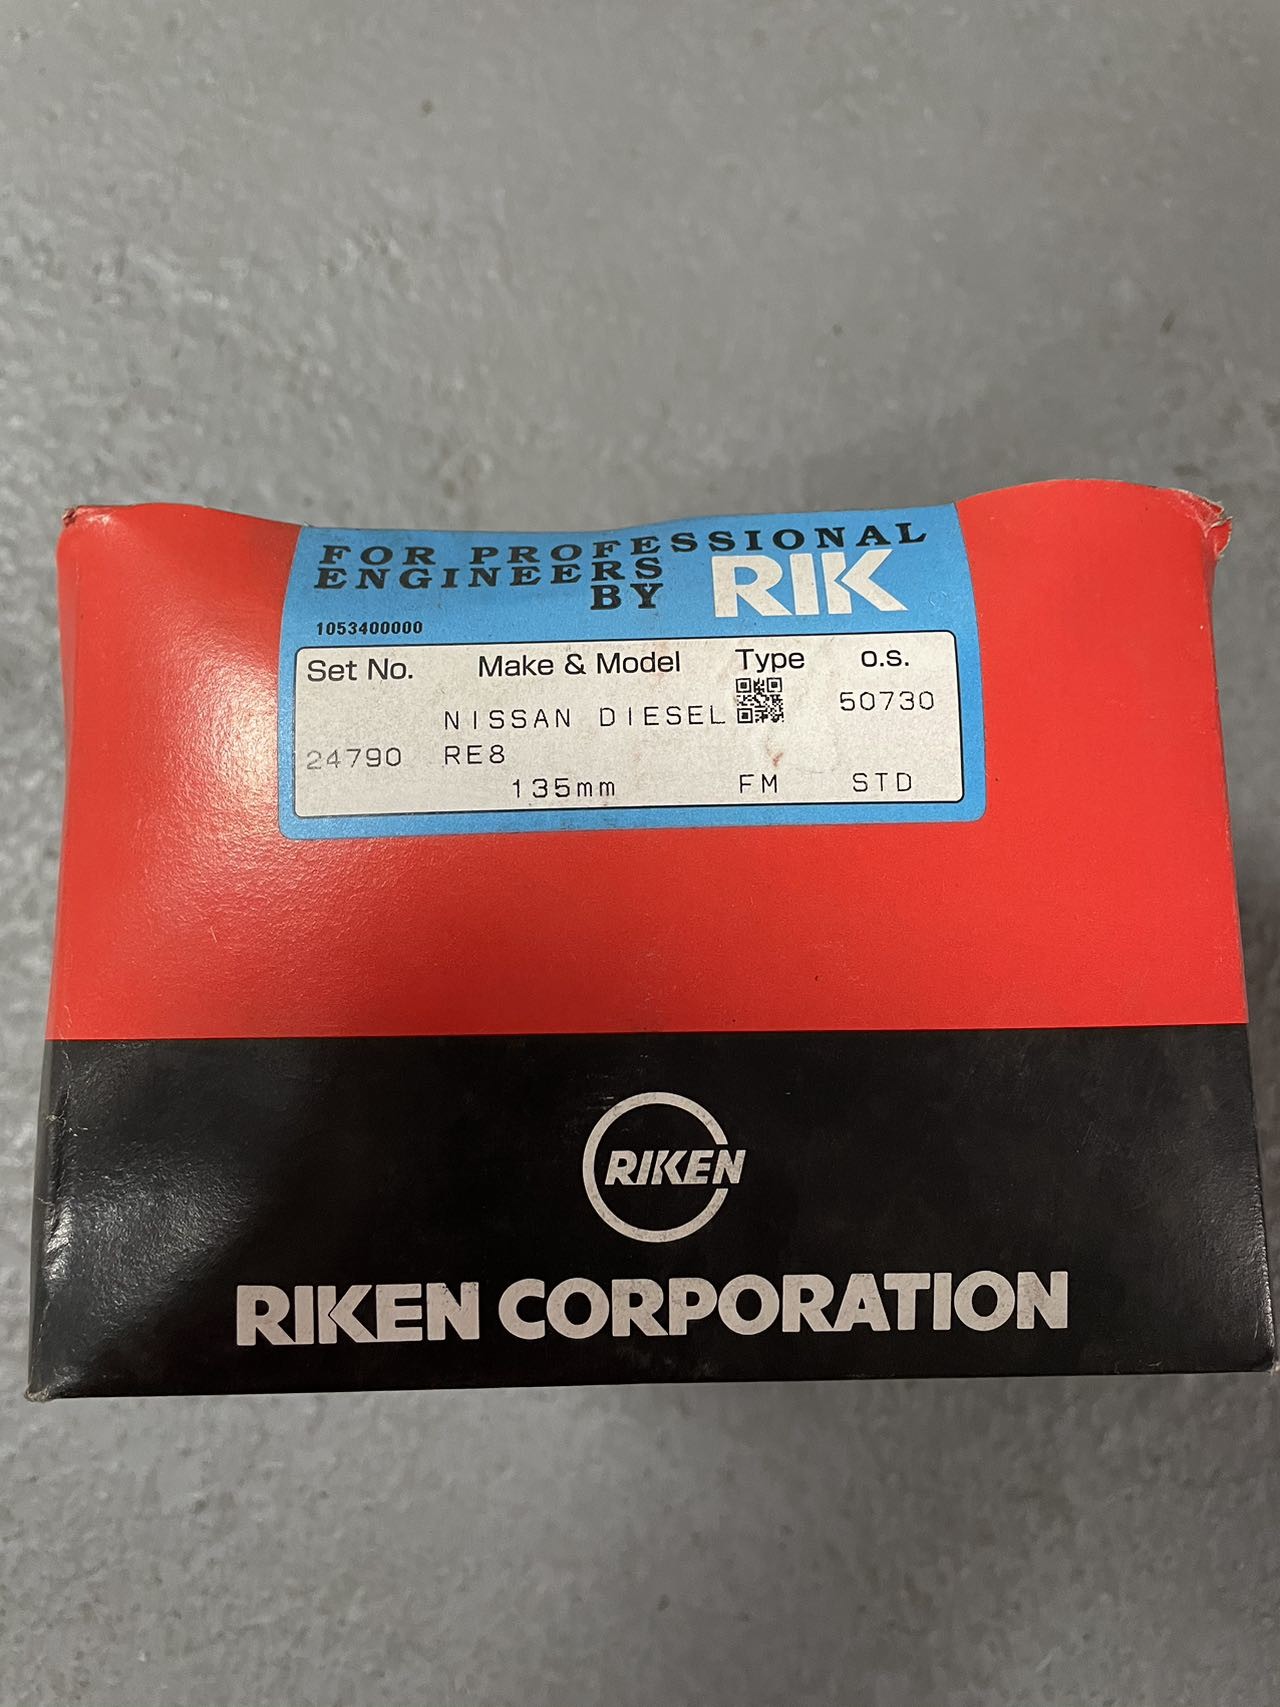 FOR PROFESSIONAL
ENGINEERS
BY RIK
1053400000
Set No. Make & Model Type O.S.
NISSAN DIESEL 50730
24790 RE8
135mm FM STD
RIKEN
RIKEN CORPORATION